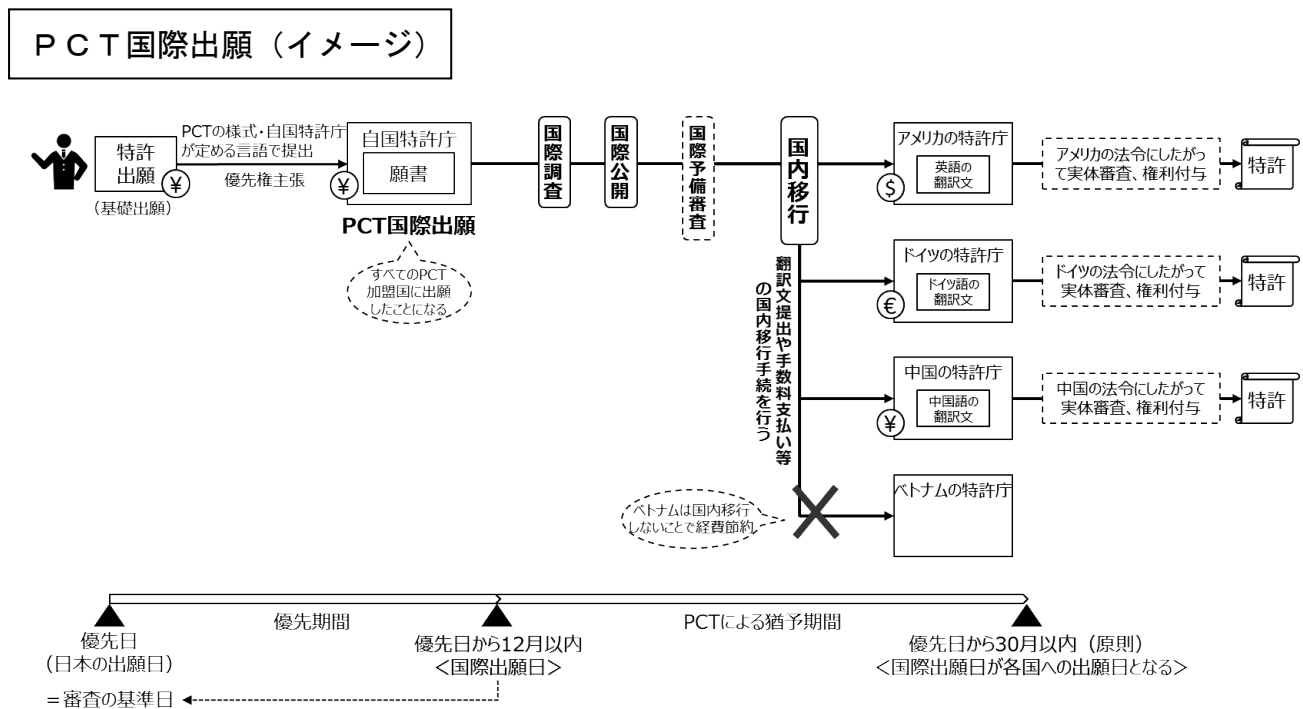 ＰＣＴ国際出願（イメージ）
特許
出願
¥
(基礎出願)
PCTの様式・自国特許庁
が定める言語で提出
優先権主張
自国特許庁
願書
¥
PCT国際出願
すべてのPCT
加盟国に出願
したことになる
国際調査
国際公開
国際予備審査
国内移行
翻訳文提出や手数料支払い等
の国内移行手続を行う
アメリカの特許庁
英語の
翻訳文
$
アメリカの法令にしたがっ
て実体審査、権利付与
特許
ドイツの特許庁
ドイツ語の
翻訳文
€
ドイツの法令にしたがって
実体審査、権利付与
特許
中国の特許庁
中国語の
翻訳文
¥
中国の法令にしたがって
実体審査、権利付与
特許
ベトナムの特許庁
ベトナムは国内移行
しないことで経費節約
優先期間
PCTによる猶予期間
優先日
(日本の出願日)
＝審査の基準日
優先日から12月以内
＜国際出願日＞
優先日から30月以内（原則）
＜国際出願日が各国への出願日となる＞